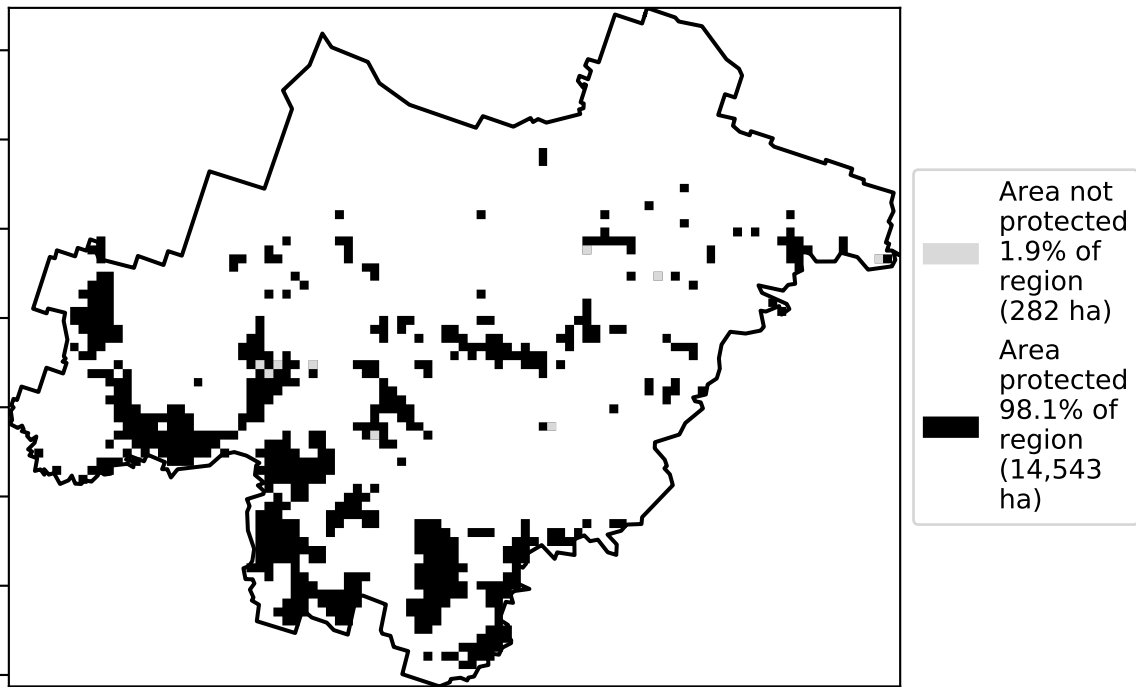 Area not
protected
1.9% of
region
(282 ha)
Area
protected
98.1% of
region
(14,543
ha)